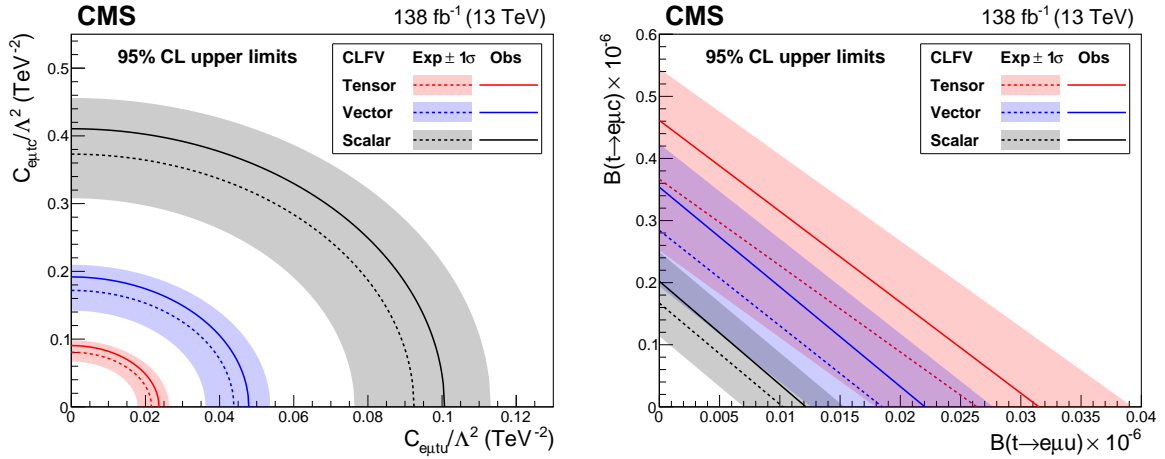 CMS 138 fb⁻¹ (13 TeV)
95% CL upper limits
CLFV Exp ± 1σ Obs
Tensor
Vector
Scalar
C_{eμtc}/Λ² (TeV⁻²)
0.5
0.4
0.3
0.2
0.1
0
0.02 0.04 0.06 0.08 0.1 0.12
C_{eμtu}/Λ² (TeV⁻²)
CMS 138 fb⁻¹ (13 TeV)
95% CL upper limits
CLFV Exp ± 1σ Obs
Tensor
Vector
Scalar
B(t→eμc) × 10⁻⁶
0.6
0.5
0.4
0.3
0.2
0.1
0
0.005 0.01 0.015 0.02 0.025 0.03 0.035 0.04
B(t→eμu) × 10⁻⁶